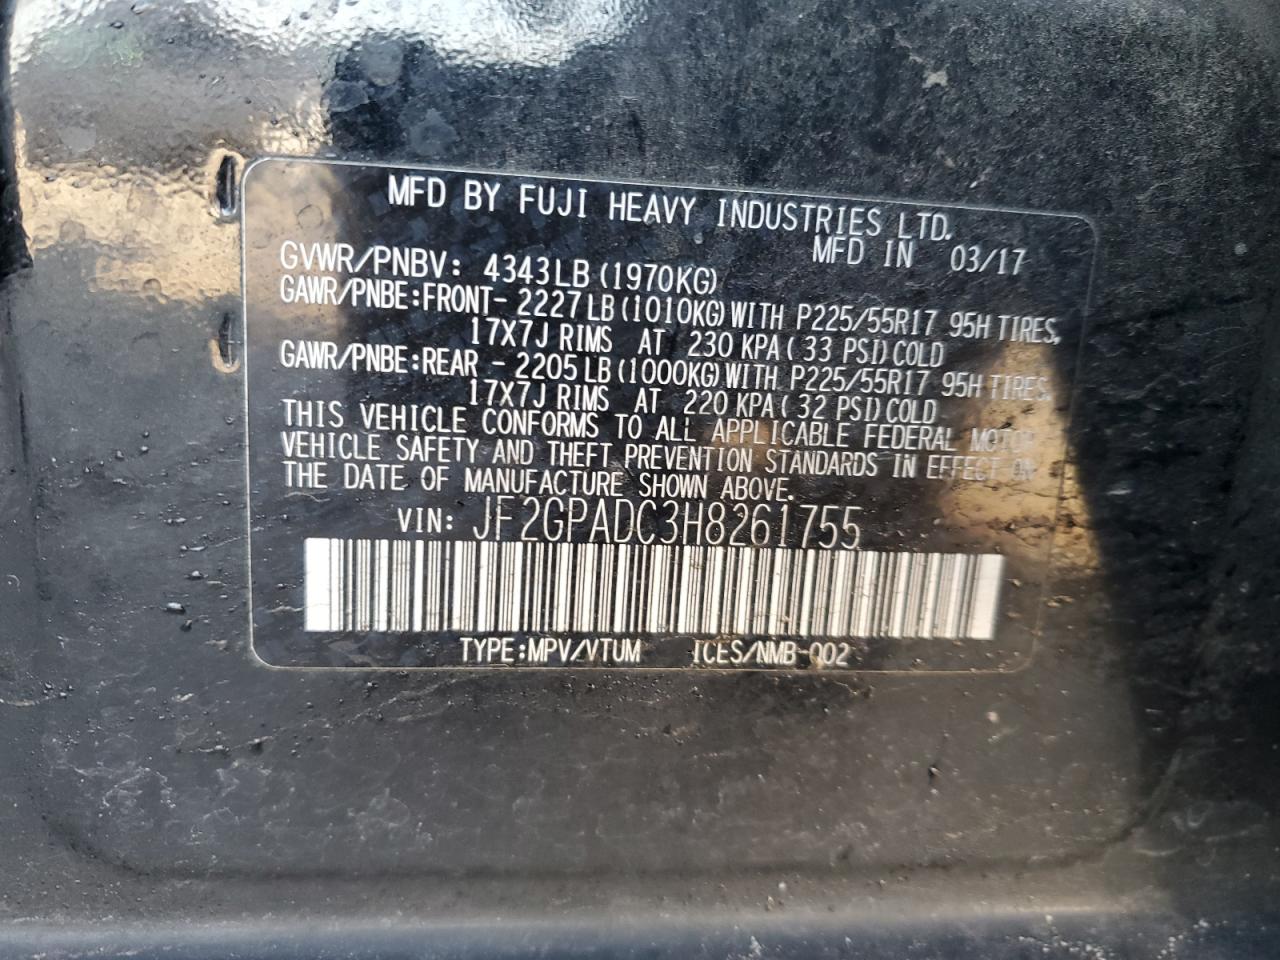 MFD BY FUJI HEAVY INDUSTRIES LTD.
MFD IN 03/17
GVWR/PNBV: 4343LB (1970KG)
GAWR/PNBE:FRONT- 2227 LB (1010KG) WITH P225/55R17 95H TIRES,
17X7J RIMS AT 230 KPA ( 33 PSI) COLD
GAWR/PNBE:REAR - 2205 LB (1000KG) WITH P225/55R17 95H TIRES,
17X7J RIMS AT 220 KPA ( 32 PSI) COLD
THIS VEHICLE CONFORMS TO ALL APPLICABLE FEDERAL MOTOR
VEHICLE SAFETY AND THEFT PREVENTION STANDARDS IN EFFECT ON
THE DATE OF MANUFACTURE SHOWN ABOVE.
VIN: JF2GPADC3H8261755
TYPE:MPV/VTUM ICES/NMB-002